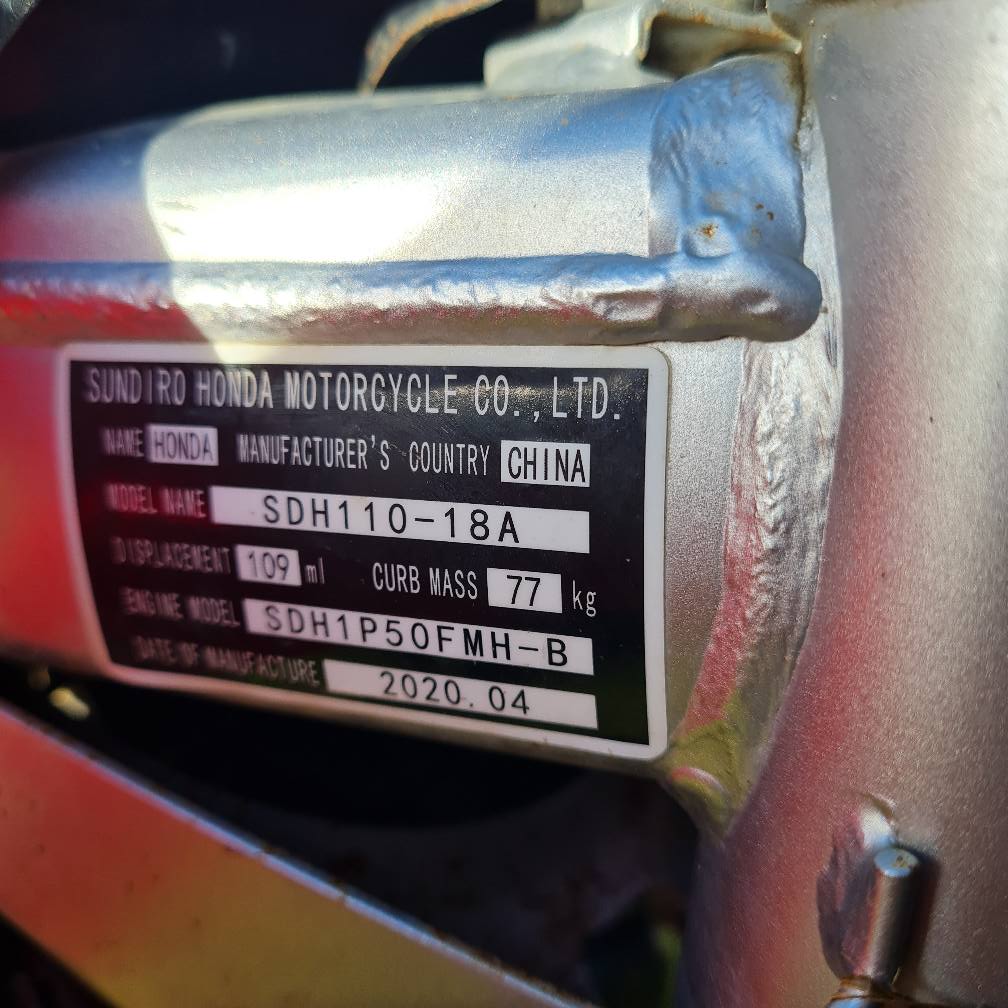 SUNDIRO HONDA MOTORCYCLE CO.,LTD.
NAME HONDA MANUFACTURER'S COUNTRY CHINA
MODEL NAME SDH110-18A
DISPLACEMENT 109 ml CURB MASS 77 kg
ENGINE MODEL SDH1P50FMH-B
DATE OF MANUFACTURE 2020.04